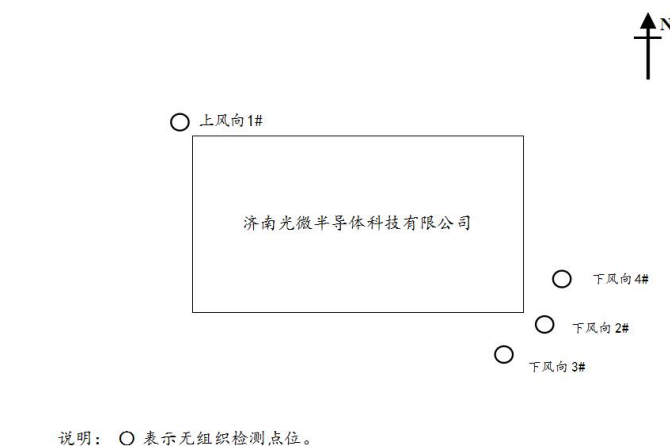 N
上风向1#
济南光微半导体科技有限公司
下风向4#
下风向 2#
下风向 3#
说明： ○ 表示无组织检测点位。